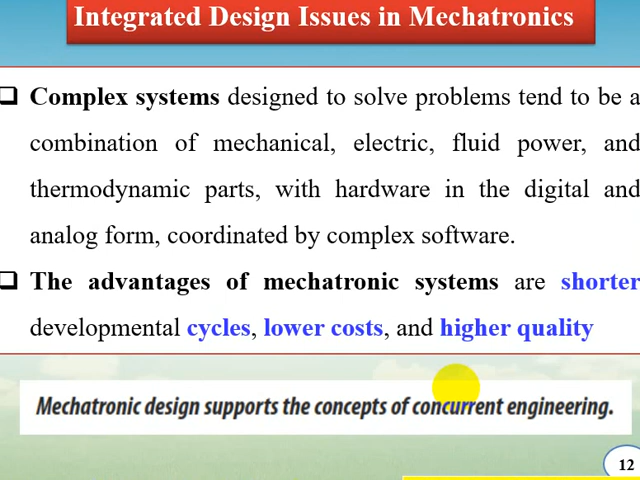 Integrated Design Issues in Mechatronics
Complex systems designed to solve problems tend to be a
combination of mechanical, electric, fluid power, and
thermodynamic parts, with hardware in the digital and
analog form, coordinated by complex software.
The advantages of mechatronic systems are shorter
developmental cycles, lower costs, and higher quality
Mechatronic design supports the concepts of concurrent engineering.
12